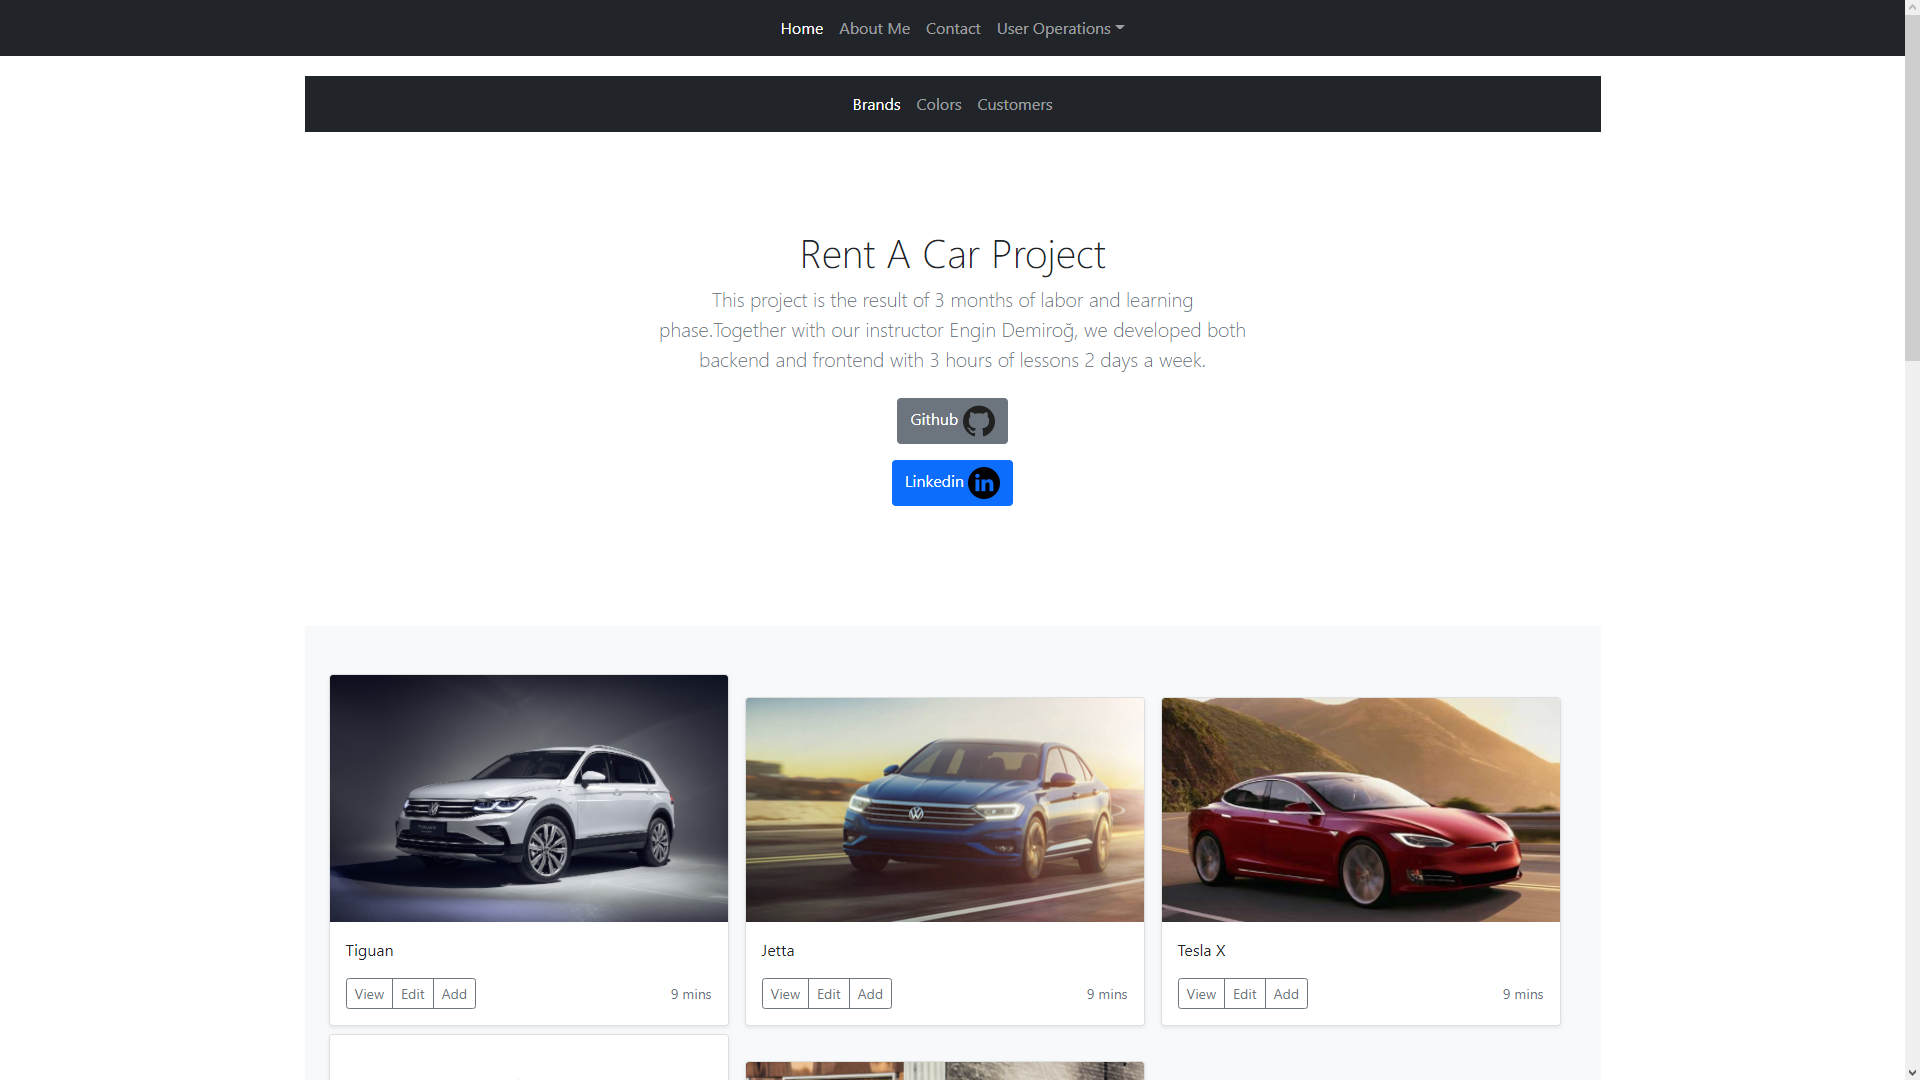 Home About Me Contact User Operations
Brands Colors Customers
Rent A Car Project
This project is the result of 3 months of labor and learning
phase.Together with our instructor Engin Demiroğ, we developed both
backend and frontend with 3 hours of lessons 2 days a week.
Github
Linkedin in
TIGUAN
Tiguan
View Edit Add 9 mins
Jetta
View Edit Add 9 mins
Tesla X
View Edit Add 9 mins